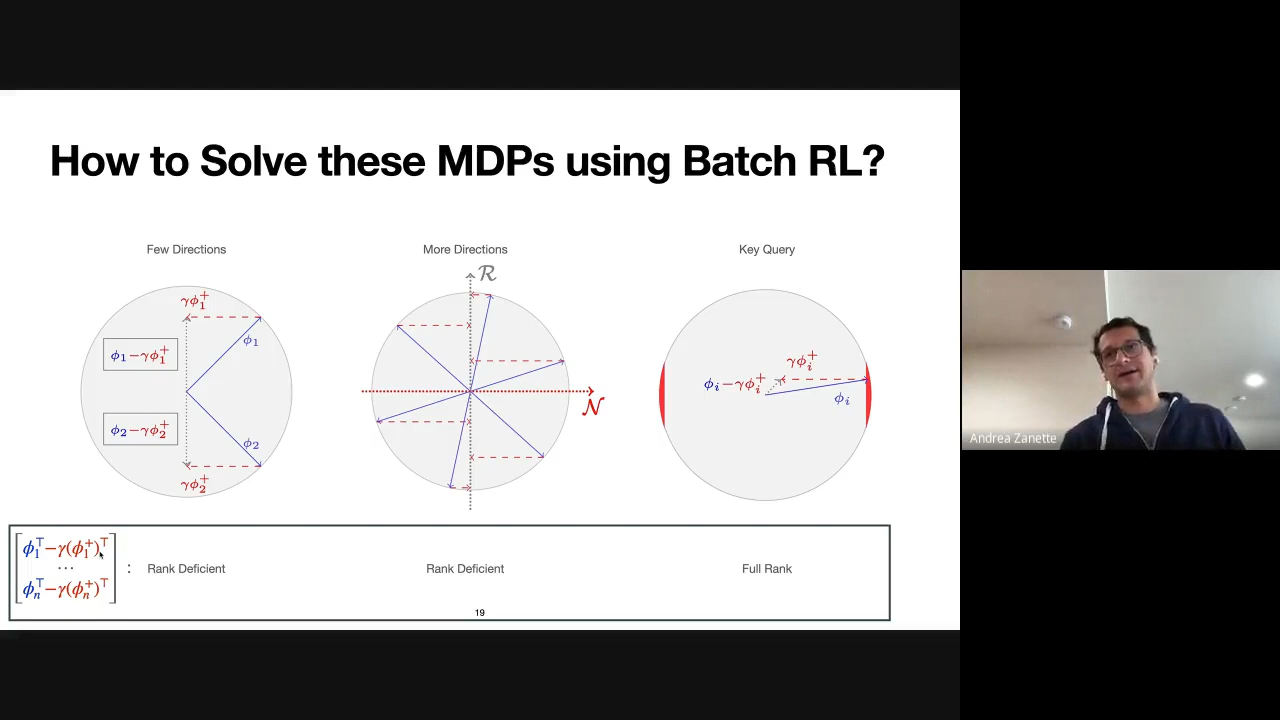 How to Solve these MDPs using Batch RL?
Few Directions
More Directions
Key Query
γϕ₁⁺
ϕ₁−γϕ₁⁺
ϕ₁
ϕ₂−γϕ₂⁺
ϕ₂
γϕ₂⁺
ℛ
𝒩
γϕᵢ⁺
ϕᵢ−γϕᵢ⁺
ϕᵢ
Andrea Zanette
ϕ₁ᵀ−γ(ϕ₁⁺)ᵀ
⋯
ϕₙᵀ−γ(ϕₙ⁺)ᵀ
: Rank Deficient
Rank Deficient
Full Rank
19